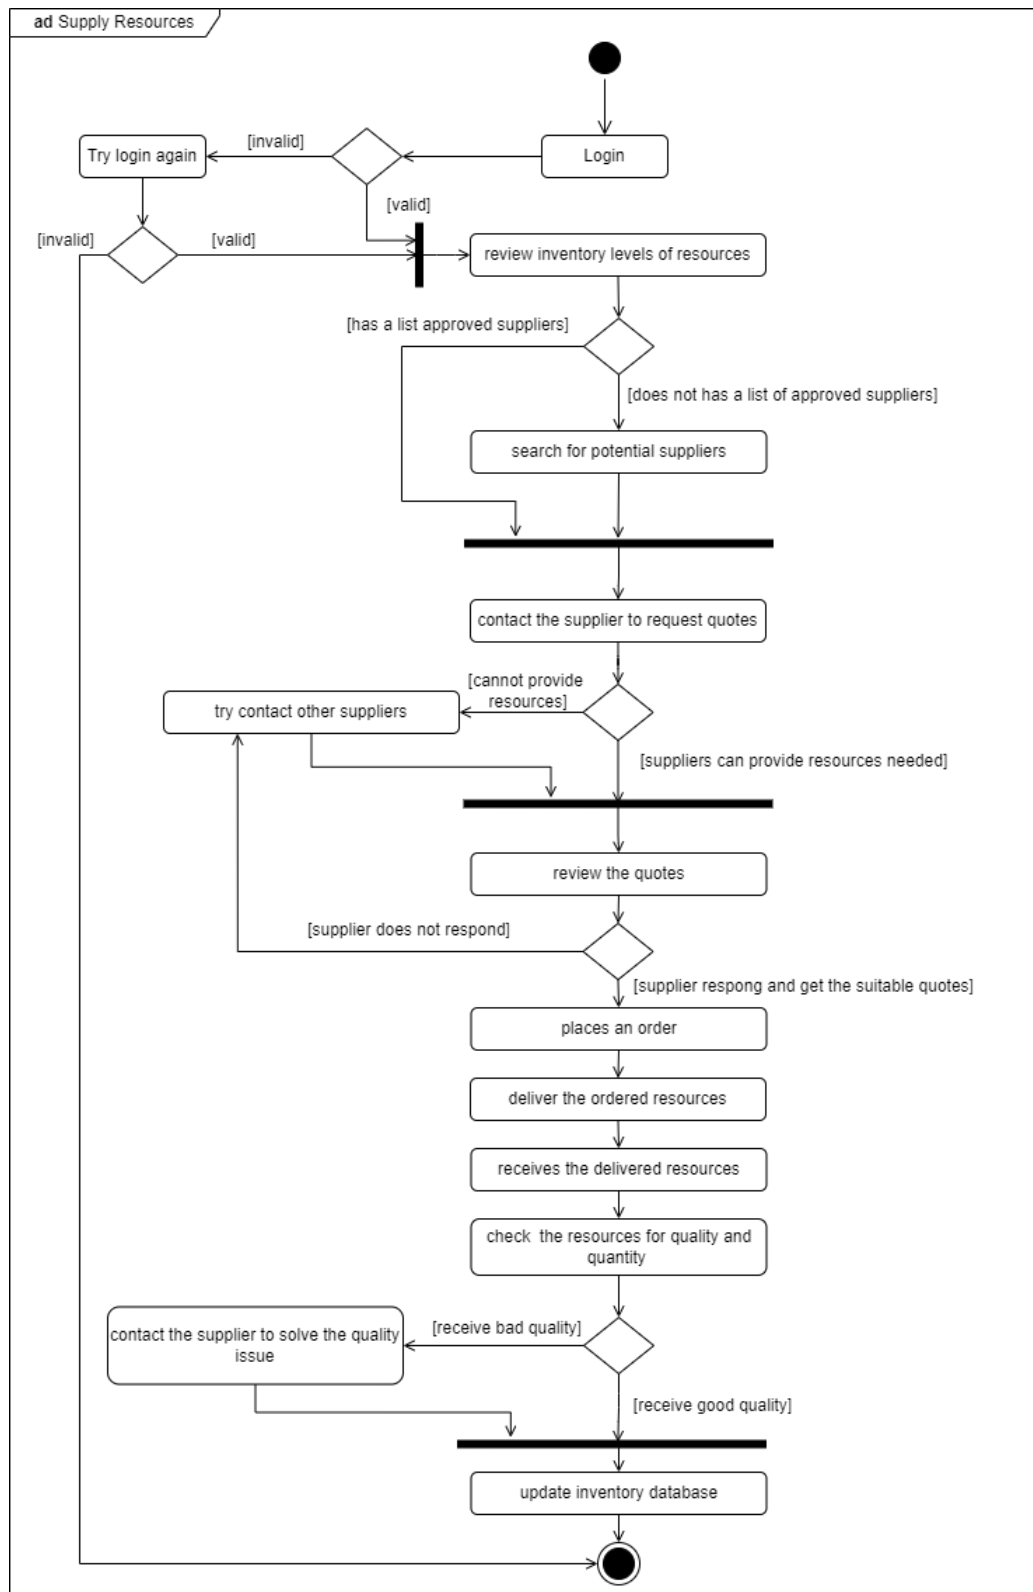 ad Supply Resources
Login
[invalid]
Try login again
[valid]
[invalid]
[valid]
review inventory levels of resources
[has a list approved suppliers]
[does not has a list of approved suppliers]
search for potential suppliers
contact the supplier to request quotes
[cannot provide
resources]
try contact other suppliers
[suppliers can provide resources needed]
review the quotes
[supplier does not respond]
[supplier respong and get the suitable quotes]
places an order
deliver the ordered resources
receives the delivered resources
check the resources for quality and
quantity
[receive bad quality]
contact the supplier to solve the quality
issue
[receive good quality]
update inventory database